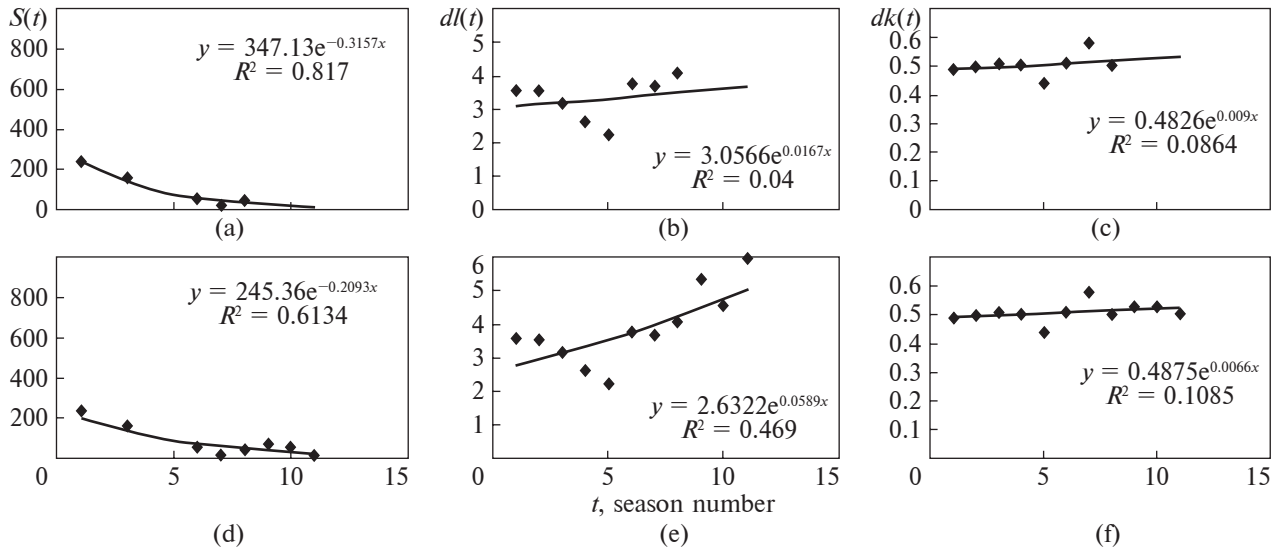 S(t)
800
600
400
200
0
y = 347.13e^{−0.3157x}
R² = 0.817
(a)
dl(t)
5
4
3
2
1
0
y = 3.0566e^{0.0167x}
R² = 0.04
(b)
dk(t)
0.6
0.5
0.4
0.3
0.2
0.1
0
y = 0.4826e^{0.009x}
R² = 0.0864
(c)
800
600
400
200
0
5
10
15
y = 245.36e^{−0.2093x}
R² = 0.6134
(d)
6
5
4
3
2
1
0
5
10
15
y = 2.6322e^{0.0589x}
R² = 0.469
t, season number
(e)
0.6
0.5
0.4
0.3
0.2
0.1
0
5
10
15
y = 0.4875e^{0.0066x}
R² = 0.1085
(f)